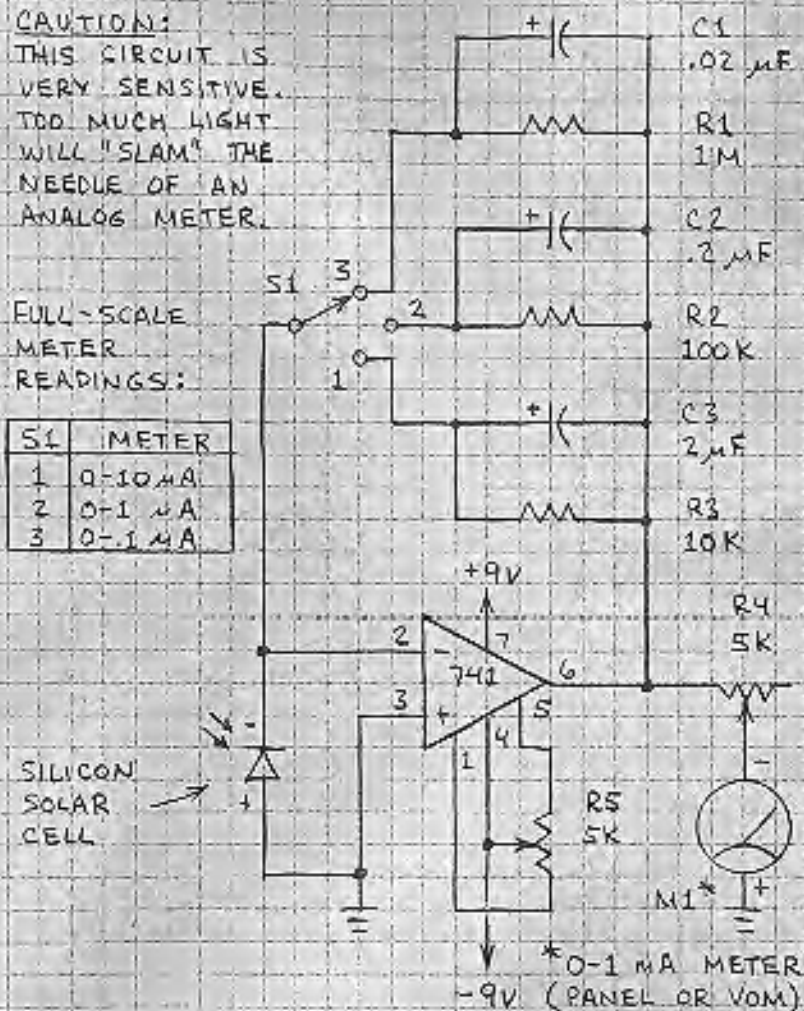 CAUTION:
THIS CIRCUIT IS
VERY SENSITIVE.
TOO MUCH LIGHT
WILL "SLAM" THE
NEEDLE OF AN
ANALOG METER.
FULL-SCALE
METER
READINGS:
S1 METER
1 0-10 μA
2 0-1 μA
3 0-.1 μA
+
C1
.02 μF
R1
1M
+
C2
.2 μF
S1
3
2
1
R2
100K
+
C3
2 μF
R3
10K
+9V
R4
5K
2
-
7
741
6
3
+
5
4
1
-
+
SILICON
SOLAR
CELL
R5
5K
-
+
M1*
-9V
*0-1 MA METER
(PANEL OR VOM)